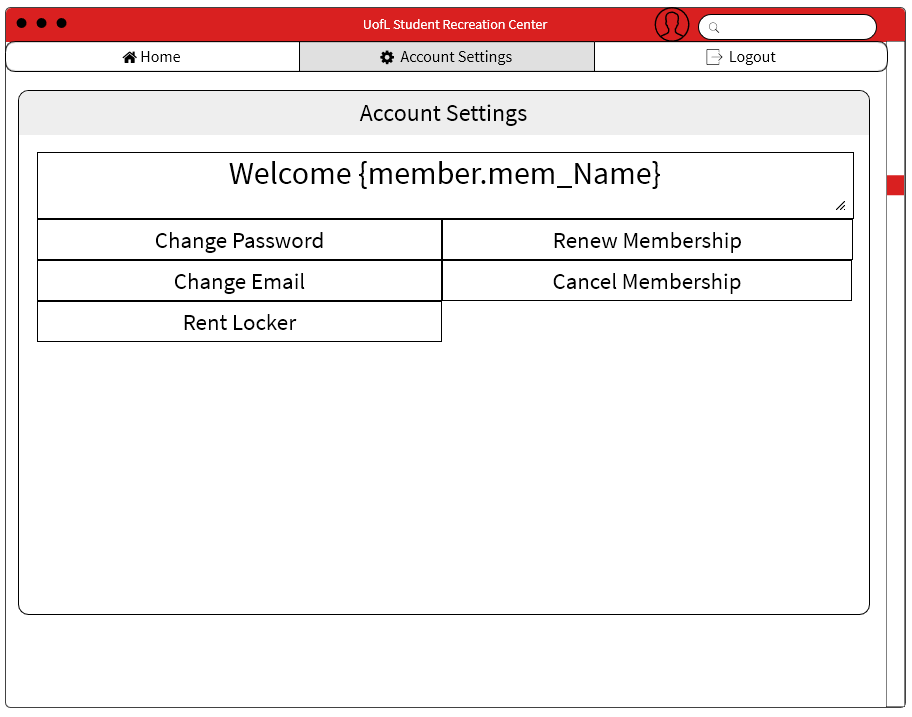 UofL Student Recreation Center
Home Account Settings Logout
Account Settings
Welcome {member.mem_Name}
Change Password Renew Membership
Change Email Cancel Membership
Rent Locker